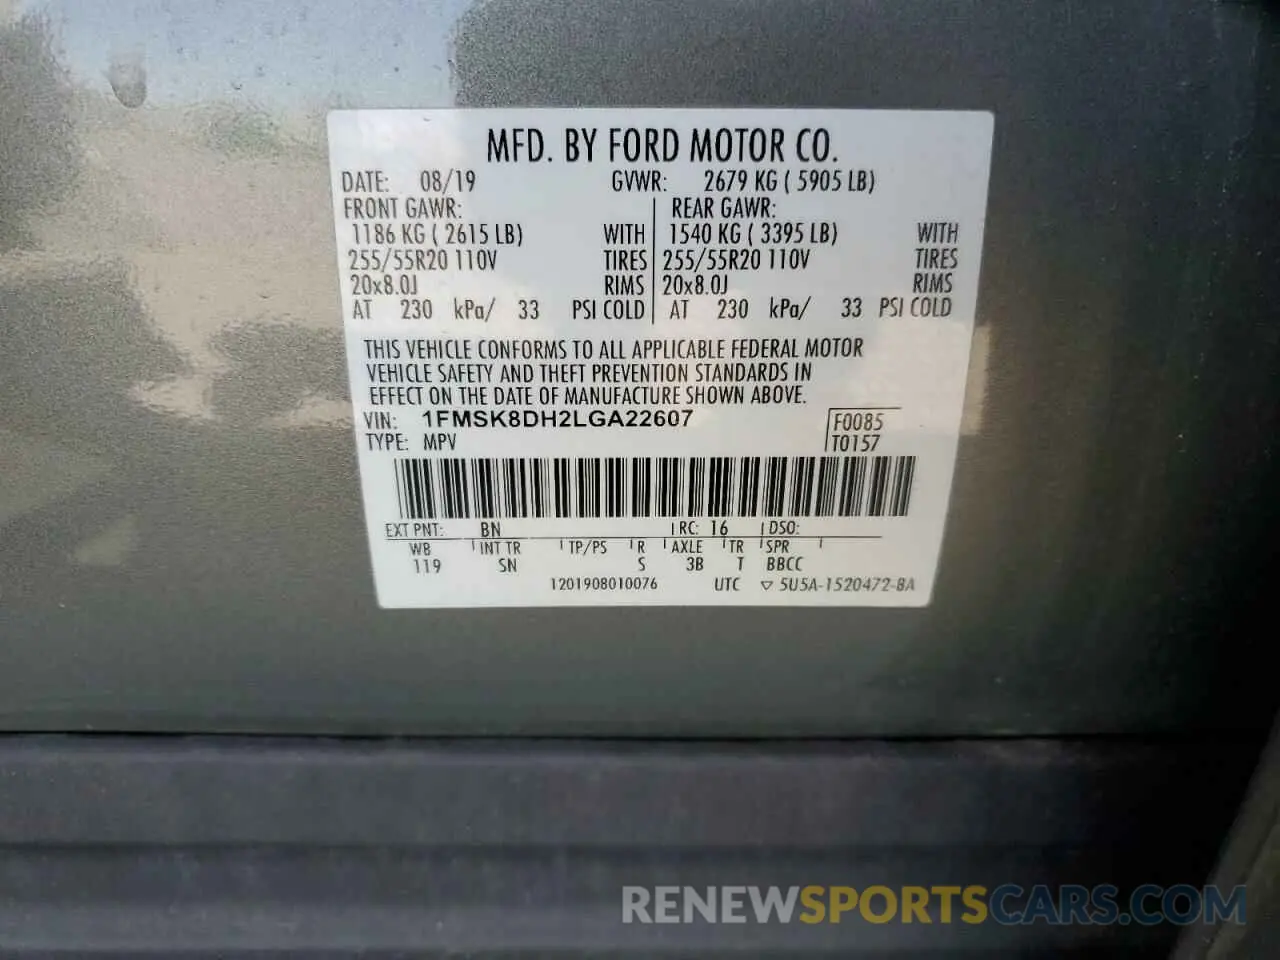 MFD. BY FORD MOTOR CO.
DATE: 08/19 GVWR: 2679 KG ( 5905 LB)
FRONT GAWR: REAR GAWR:
1186 KG ( 2615 LB) WITH 1540 KG ( 3395 LB) WITH
255/55R20 110V TIRES 255/55R20 110V TIRES
20x8.0J RIMS 20x8.0J RIMS
AT 230 kPa/ 33 PSI COLD AT 230 kPa/ 33 PSI COLD
THIS VEHICLE CONFORMS TO ALL APPLICABLE FEDERAL MOTOR
VEHICLE SAFETY AND THEFT PREVENTION STANDARDS IN
EFFECT ON THE DATE OF MANUFACTURE SHOWN ABOVE.
VIN: 1FMSK8DH2LGA22607 F0085
TYPE: MPV T0157
EXT PNT: BN RC: 16 DSO:
WB INT TR TP/PS R AXLE TR SPR
119 SN S 3B T BBCC
1201908010076 UTC ▽ 5U5A-1520472-BA
RENEWSPORTSCARS.COM